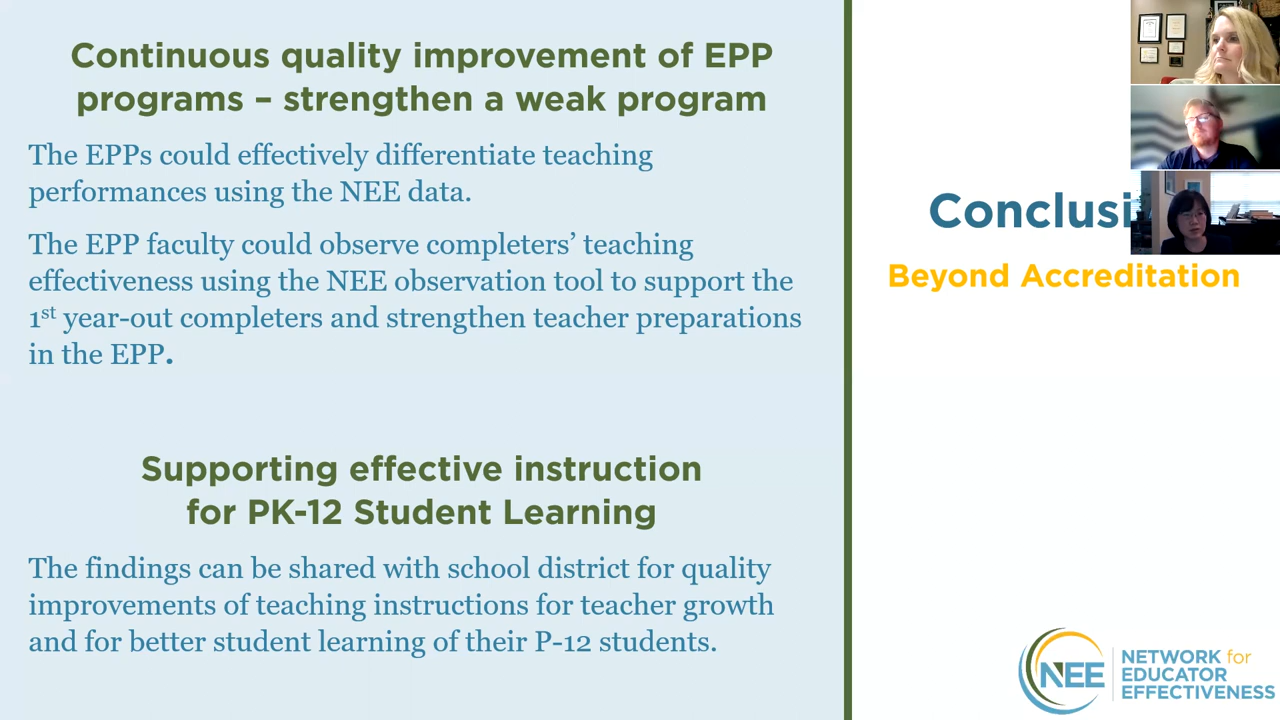 Continuous quality improvement of EPP
programs – strengthen a weak program
The EPPs could effectively differentiate teaching
performances using the NEE data.
The EPP faculty could observe completers’ teaching
effectiveness using the NEE observation tool to support the
1st year-out completers and strengthen teacher preparations
in the EPP.
Supporting effective instruction
for PK-12 Student Learning
The findings can be shared with school district for quality
improvements of teaching instructions for teacher growth
and for better student learning of their P-12 students.
Conclusi
Beyond Accreditation
NEE
NETWORK for
EDUCATOR
EFFECTIVENESS